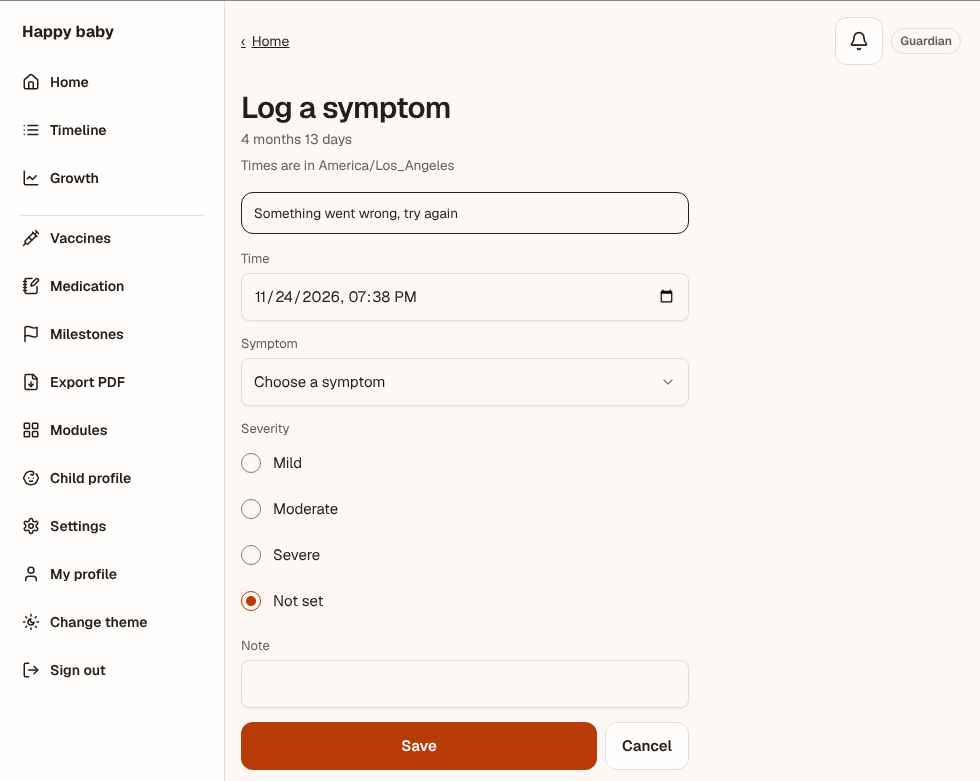 Happy baby
Home
Timeline
Growth
Vaccines
Medication
Milestones
Export PDF
Modules
Child profile
Settings
My profile
Change theme
Sign out
‹ Home
Guardian
Log a symptom
4 months 13 days
Times are in America/Los_Angeles
Something went wrong, try again
Time
11/24/2026, 07:38 PM
Symptom
Choose a symptom
Severity
Mild
Moderate
Severe
Not set
Note
Save
Cancel